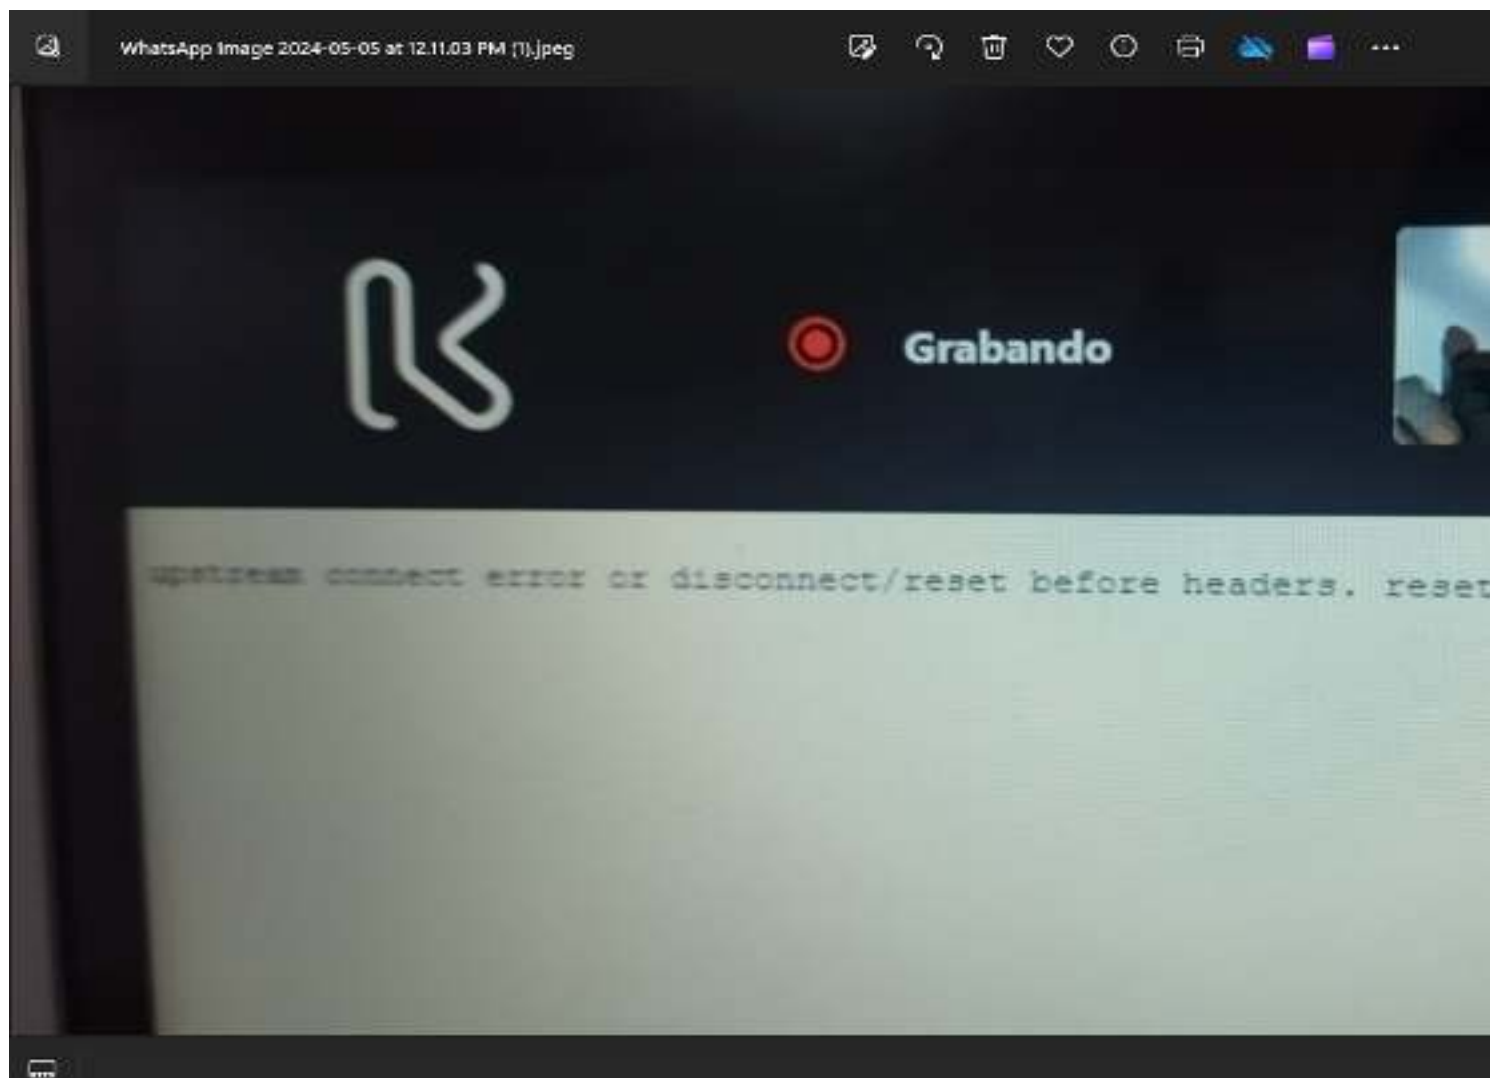 WhatsApp Image 2024-05-05 at 12.11.03 PM (1).jpeg
Grabando
upstream connect error or disconnect/reset before headers. reset